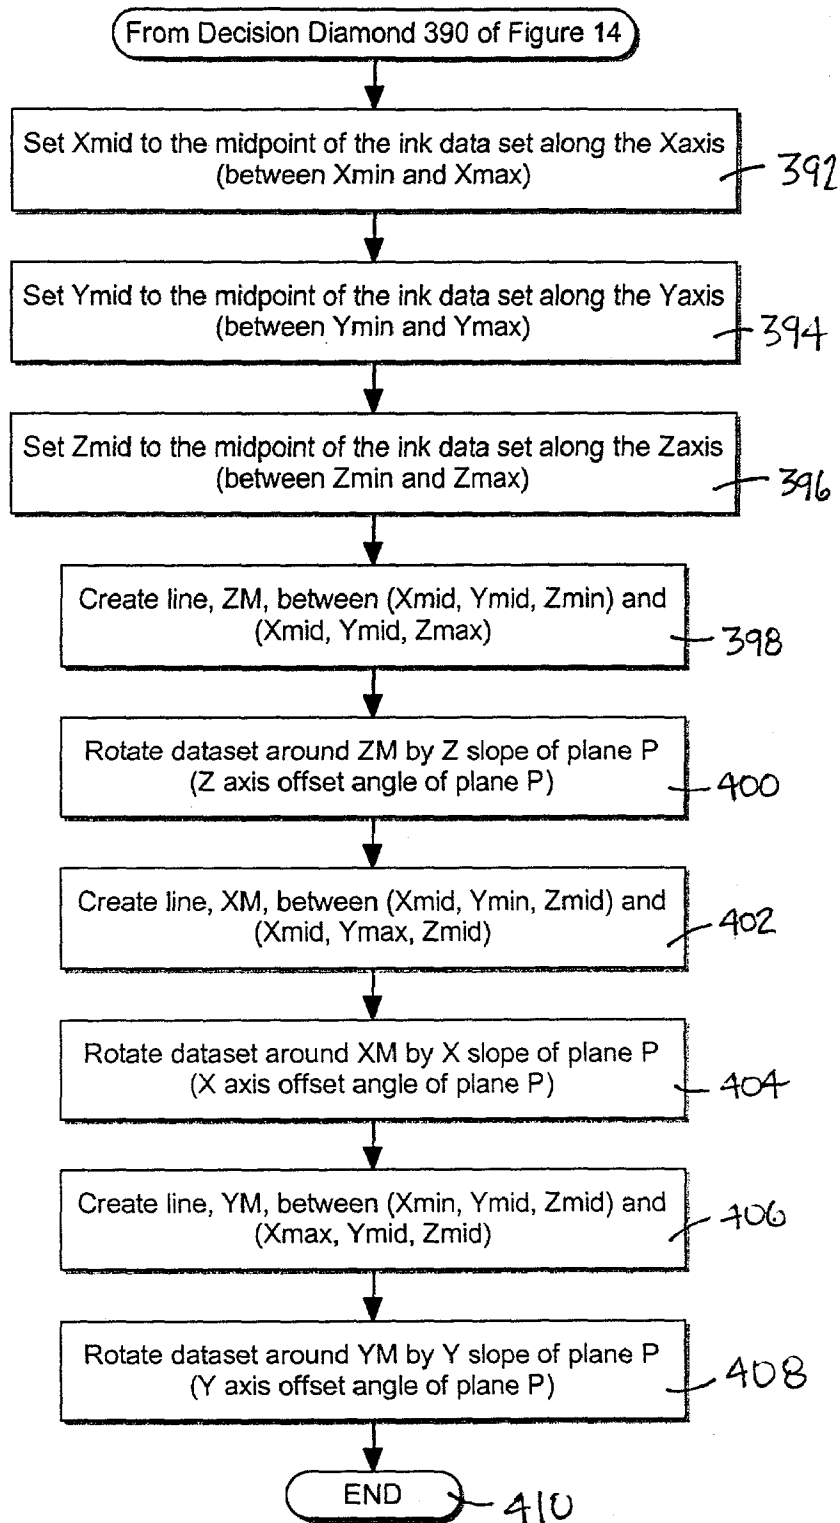 From Decision Diamond 390 of Figure 14
Set Xmid to the midpoint of the ink data set along the Xaxis
(between Xmin and Xmax)
392
Set Ymid to the midpoint of the ink data set along the Yaxis
(between Ymin and Ymax)
394
Set Zmid to the midpoint of the ink data set along the Zaxis
(between Zmin and Zmax)
396
Create line, ZM, between (Xmid, Ymid, Zmin) and
(Xmid, Ymid, Zmax)
398
Rotate dataset around ZM by Z slope of plane P
(Z axis offset angle of plane P)
400
Create line, XM, between (Xmid, Ymin, Zmid) and
(Xmid, Ymax, Zmid)
402
Rotate dataset around XM by X slope of plane P
(X axis offset angle of plane P)
404
Create line, YM, between (Xmin, Ymid, Zmid) and
(Xmax, Ymid, Zmid)
406
Rotate dataset around YM by Y slope of plane P
(Y axis offset angle of plane P)
408
END
410